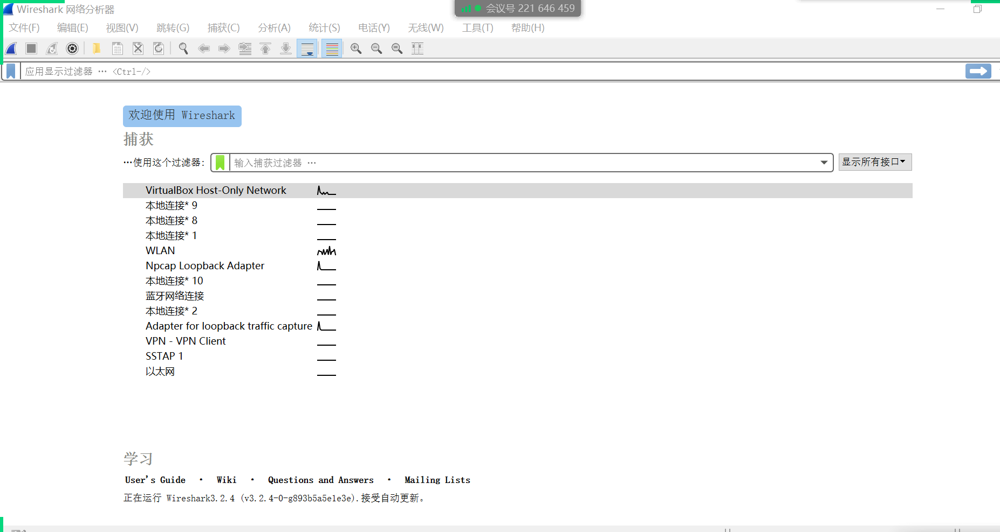 Wireshark 网络分析器
会议号 221 646 459
文件(F) 编辑(E) 视图(V) 跳转(G) 捕获(C) 分析(A) 统计(S) 电话(Y) 无线(W) 工具(T) 帮助(H)
应用显示过滤器 … <Ctrl-/>
欢迎使用 Wireshark
捕获
…使用这个过滤器: 输入捕获过滤器 … 显示所有接口
VirtualBox Host-Only Network
本地连接* 9
本地连接* 8
本地连接* 1
WLAN
Npcap Loopback Adapter
本地连接* 10
蓝牙网络连接
本地连接* 2
Adapter for loopback traffic capture
VPN - VPN Client
SSTAP 1
以太网
学习
User's Guide · Wiki · Questions and Answers · Mailing Lists
正在运行 Wireshark3.2.4 (v3.2.4-0-g893b5a5e1e3e).接受自动更新。